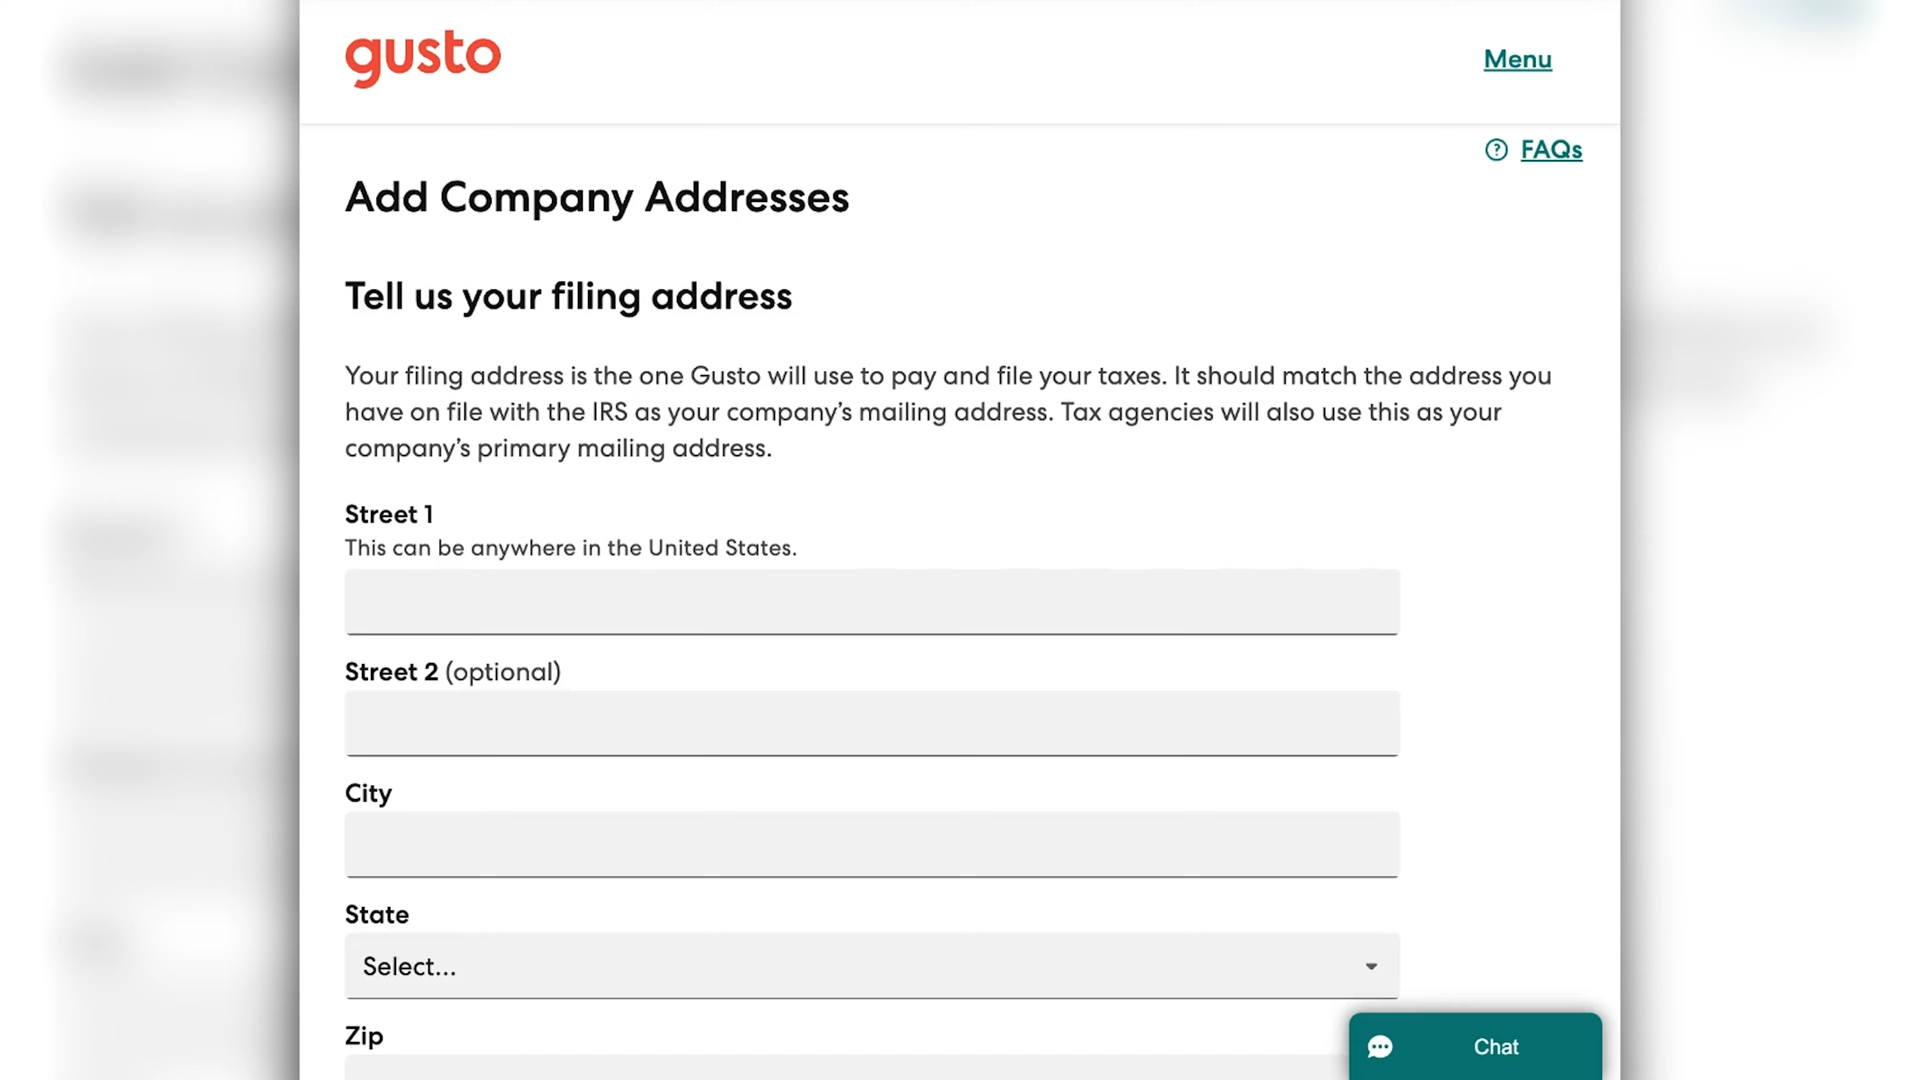 gusto
Menu
FAQs
Add Company Addresses
Tell us your filing address
Your filing address is the one Gusto will use to pay and file your taxes. It should match the address you
have on file with the IRS as your company’s mailing address. Tax agencies will also use this as your
company’s primary mailing address.
Street 1
This can be anywhere in the United States.
Street 2 (optional)
City
State
Select...
Zip
Chat